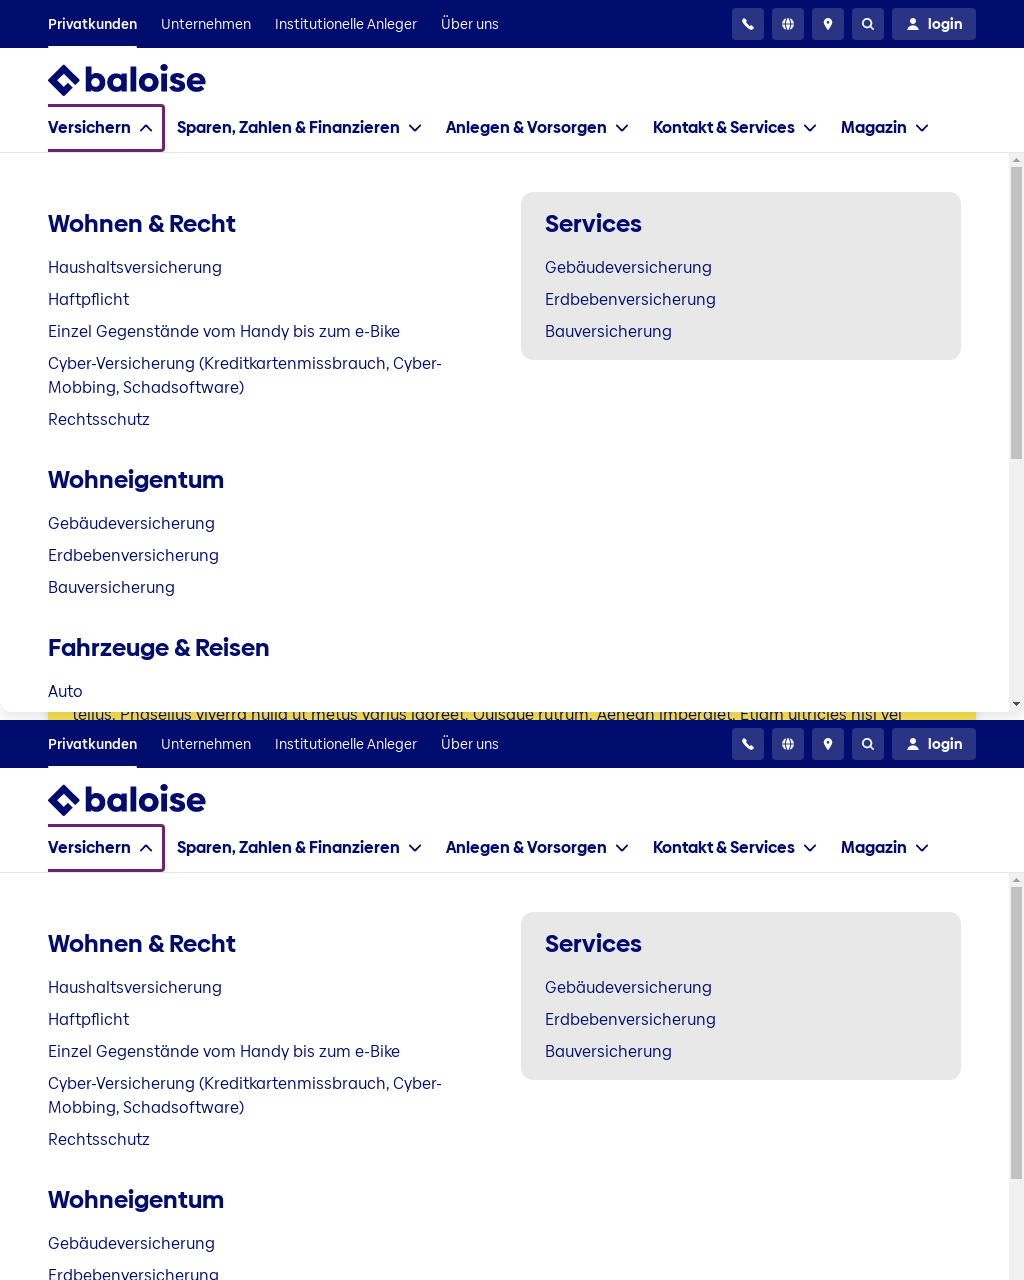 Privatkunden Unternehmen Institutionelle Anleger Über uns login
baloise
Versichern Sparen, Zahlen & Finanzieren Anlegen & Vorsorgen Kontakt & Services Magazin
Wohnen & Recht
Haushaltsversicherung
Haftpflicht
Einzel Gegenstände vom Handy bis zum e-Bike
Cyber-Versicherung (Kreditkartenmissbrauch, Cyber-
Mobbing, Schadsoftware)
Rechtsschutz
Wohneigentum
Gebäudeversicherung
Erdbebenversicherung
Bauversicherung
Fahrzeuge & Reisen
Auto
Services
Gebäudeversicherung
Erdbebenversicherung
Bauversicherung
tellus. Phasellus viverra nulla ut metus varius laoreet. Quisque rutrum. Aenean imperdiet. Etiam ultricies nisi vel
Privatkunden Unternehmen Institutionelle Anleger Über uns login
baloise
Versichern Sparen, Zahlen & Finanzieren Anlegen & Vorsorgen Kontakt & Services Magazin
Wohnen & Recht
Haushaltsversicherung
Haftpflicht
Einzel Gegenstände vom Handy bis zum e-Bike
Cyber-Versicherung (Kreditkartenmissbrauch, Cyber-
Mobbing, Schadsoftware)
Rechtsschutz
Wohneigentum
Gebäudeversicherung
Erdbebenversicherung
Services
Gebäudeversicherung
Erdbebenversicherung
Bauversicherung